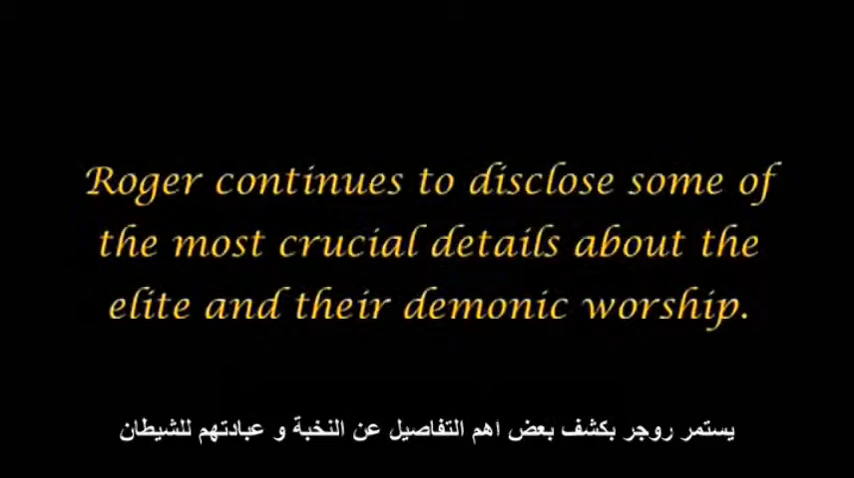 Roger continues to disclose some of
the most crucial details about the
elite and their demonic worship.
يستمر روجر بكشف بعض اهم التفاصيل عن النخبة و عبادتهم للشيطان